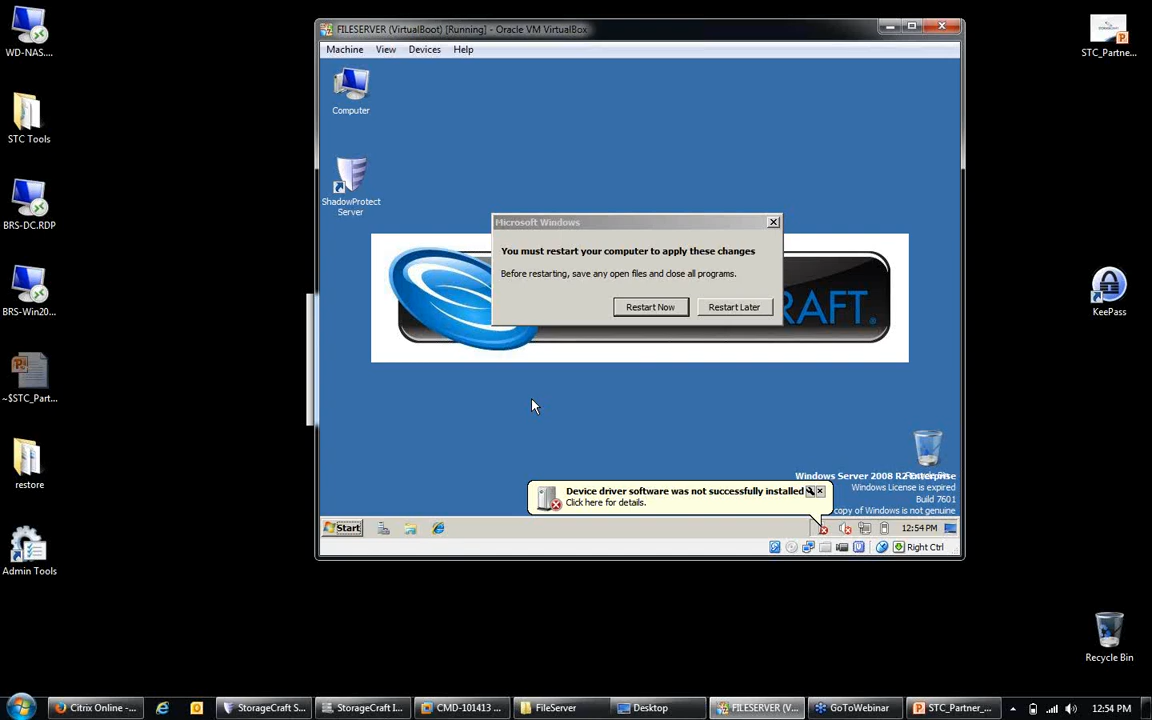 WD-NAS....
STC Tools
BRS-DC.RDP
BRS-Win20...
~$STC_Part...
restore
Admin Tools
FILESERVER (VirtualBoot) [Running] - Oracle VM VirtualBox
Machine View Devices Help
Computer
ShadowProtect
Server
Microsoft Windows
You must restart your computer to apply these changes
Before restarting, save any open files and close all programs.
Restart Now
Restart Later
RAFT.®
Windows Server 2008 R2 Enterprise
Windows License is expired
Build 7601
copy of Windows is not genuine
Device driver software was not successfully installed
Click here for details.
Start
12:54 PM
Right Ctrl
STC_Partne...
KeePass
Recycle Bin
Citrix Online -...
StorageCraft S...
StorageCraft I...
CMD-101413 ...
FileServer
Desktop
FILESERVER (V...
GoToWebinar
STC_Partner_...
12:54 PM